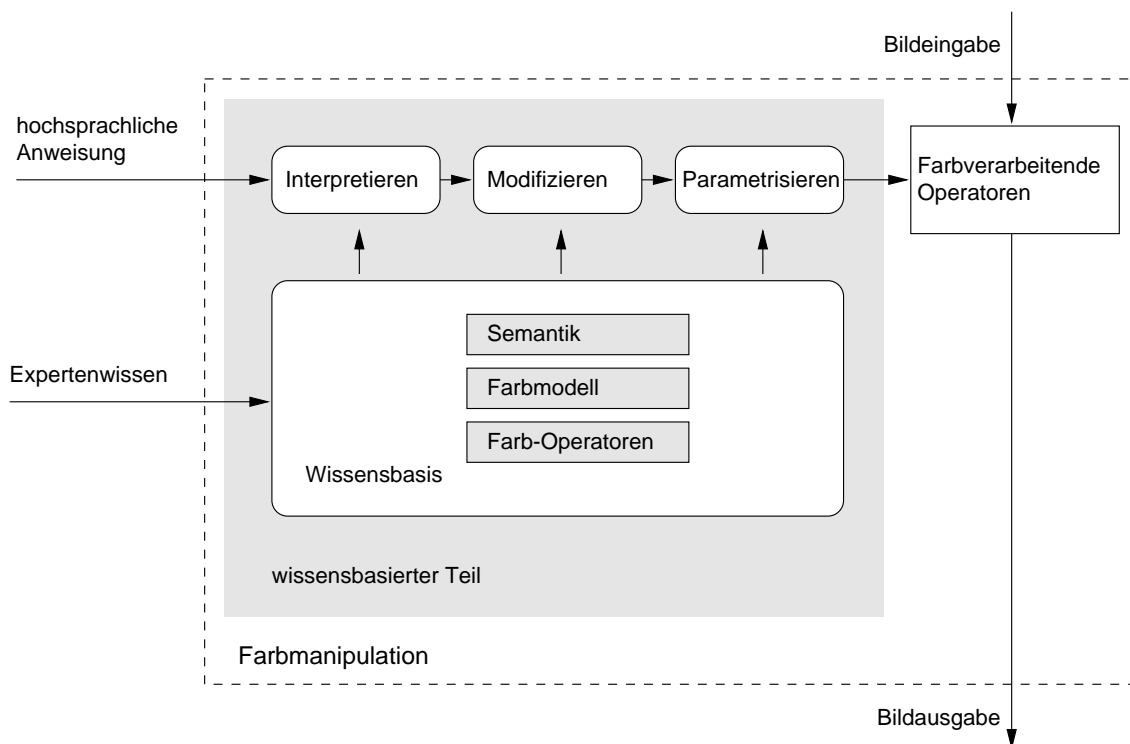 Bildeingabe
hochsprachliche
Anweisung
Interpretieren
Modifizieren
Parametrisieren
Farbverarbeitende
Operatoren
Semantik
Expertenwissen
Farbmodell
Farb-Operatoren
Wissensbasis
wissensbasierter Teil
Farbmanipulation
Bildausgabe